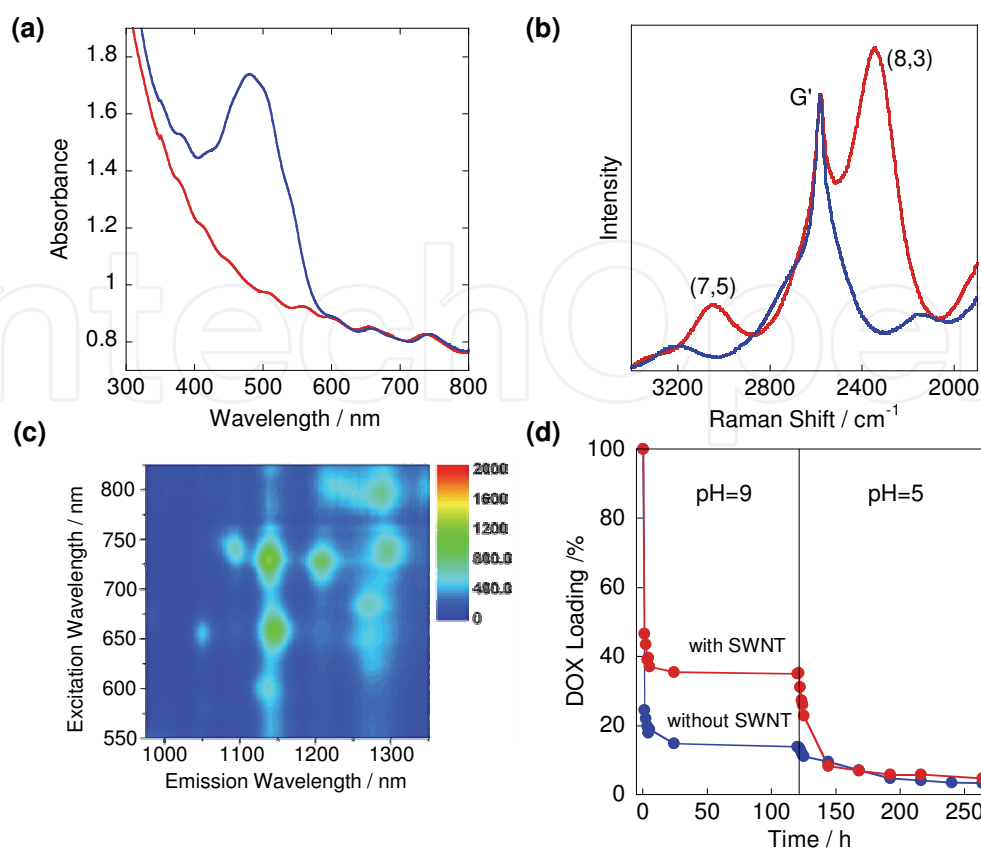 (a)
1.8
1.6
1.4
1.2
1
0.8
Absorbance
300 400 500 600 700 800
Wavelength / nm
(b)
(8,3)
G'
(7,5)
Intensity
3200 2800 2400 2000
Raman Shift / cm-1
(c)
800
750
700
650
600
550
Excitation Wavelength / nm
1000 1100 1200 1300
Emission Wavelength / nm
2000
1600
1200
800.0
400.0
0
(d)
100
80
60
40
20
0
DOX Loading /%
pH=9 pH=5
with SWNT
without SWNT
0 50 100 150 200 250
Time / h
intechOpe